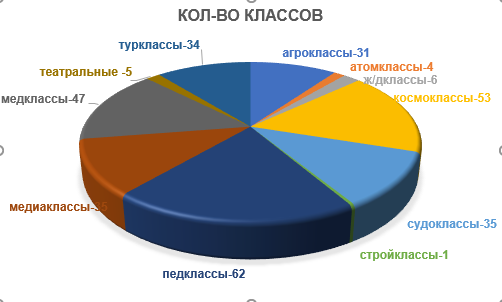 КОЛ-ВО КЛАССОВ
турклассы-34
агроклассы-31
атомклассы-4
ж/дклассы-6
театральные -5
медклассы-47
космоклассы-53
медиаклассы-35
судоклассы-35
стройклассы-1
педклассы-62